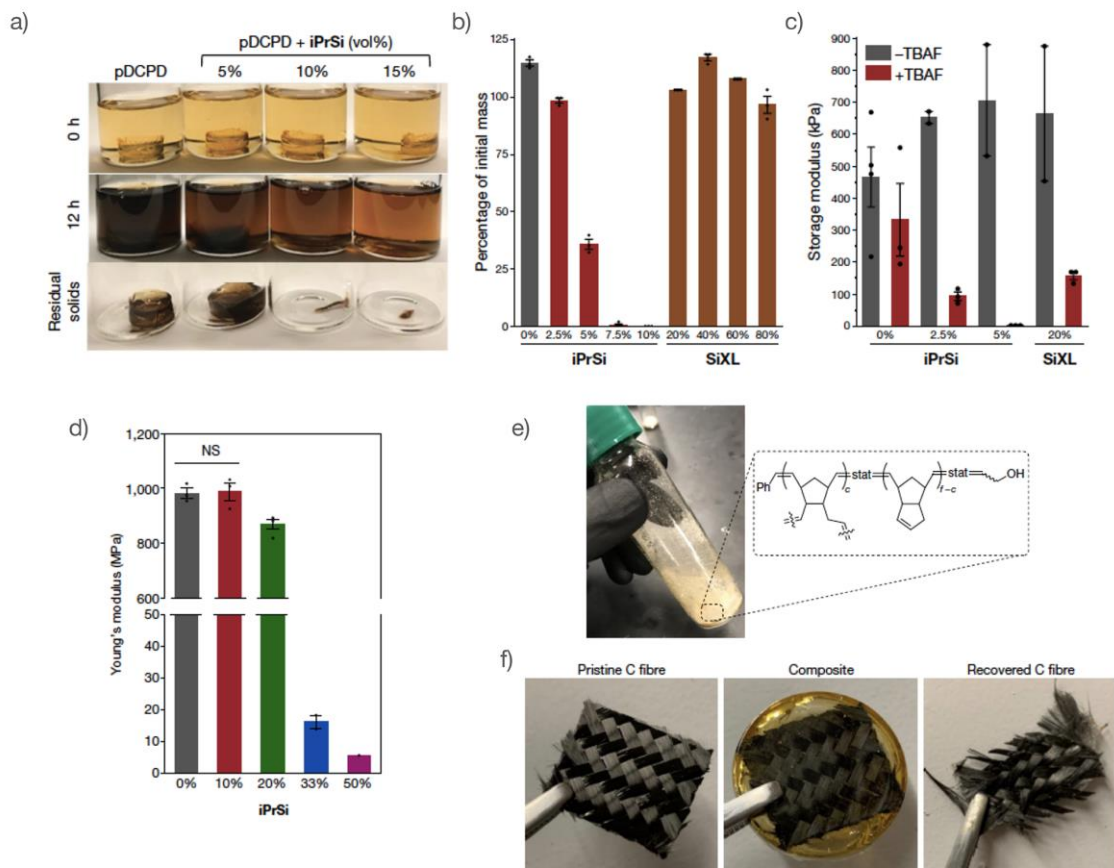 a)
pDCPD + iPrSi (vol%)
pDCPD 5% 10% 15%
0 h
12 h
Residual
solids
b)
Percentage of initial mass
125
100
75
50
25
0
0% 2.5% 5% 7.5% 10% 20% 40% 60% 80%
iPrSi SiXL
c)
–TBAF
+TBAF
Storage modulus (kPa)
900
800
700
600
500
400
300
200
100
0
0% 2.5% 5% 20%
iPrSi SiXL
d)
NS
Young's modulus (MPa)
1,200
1,000
800
600
50
40
30
20
10
0
0% 10% 20% 33% 50%
iPrSi
e)
Ph c stat 1–c stat OH
f)
Pristine C fibre Composite Recovered C fibre